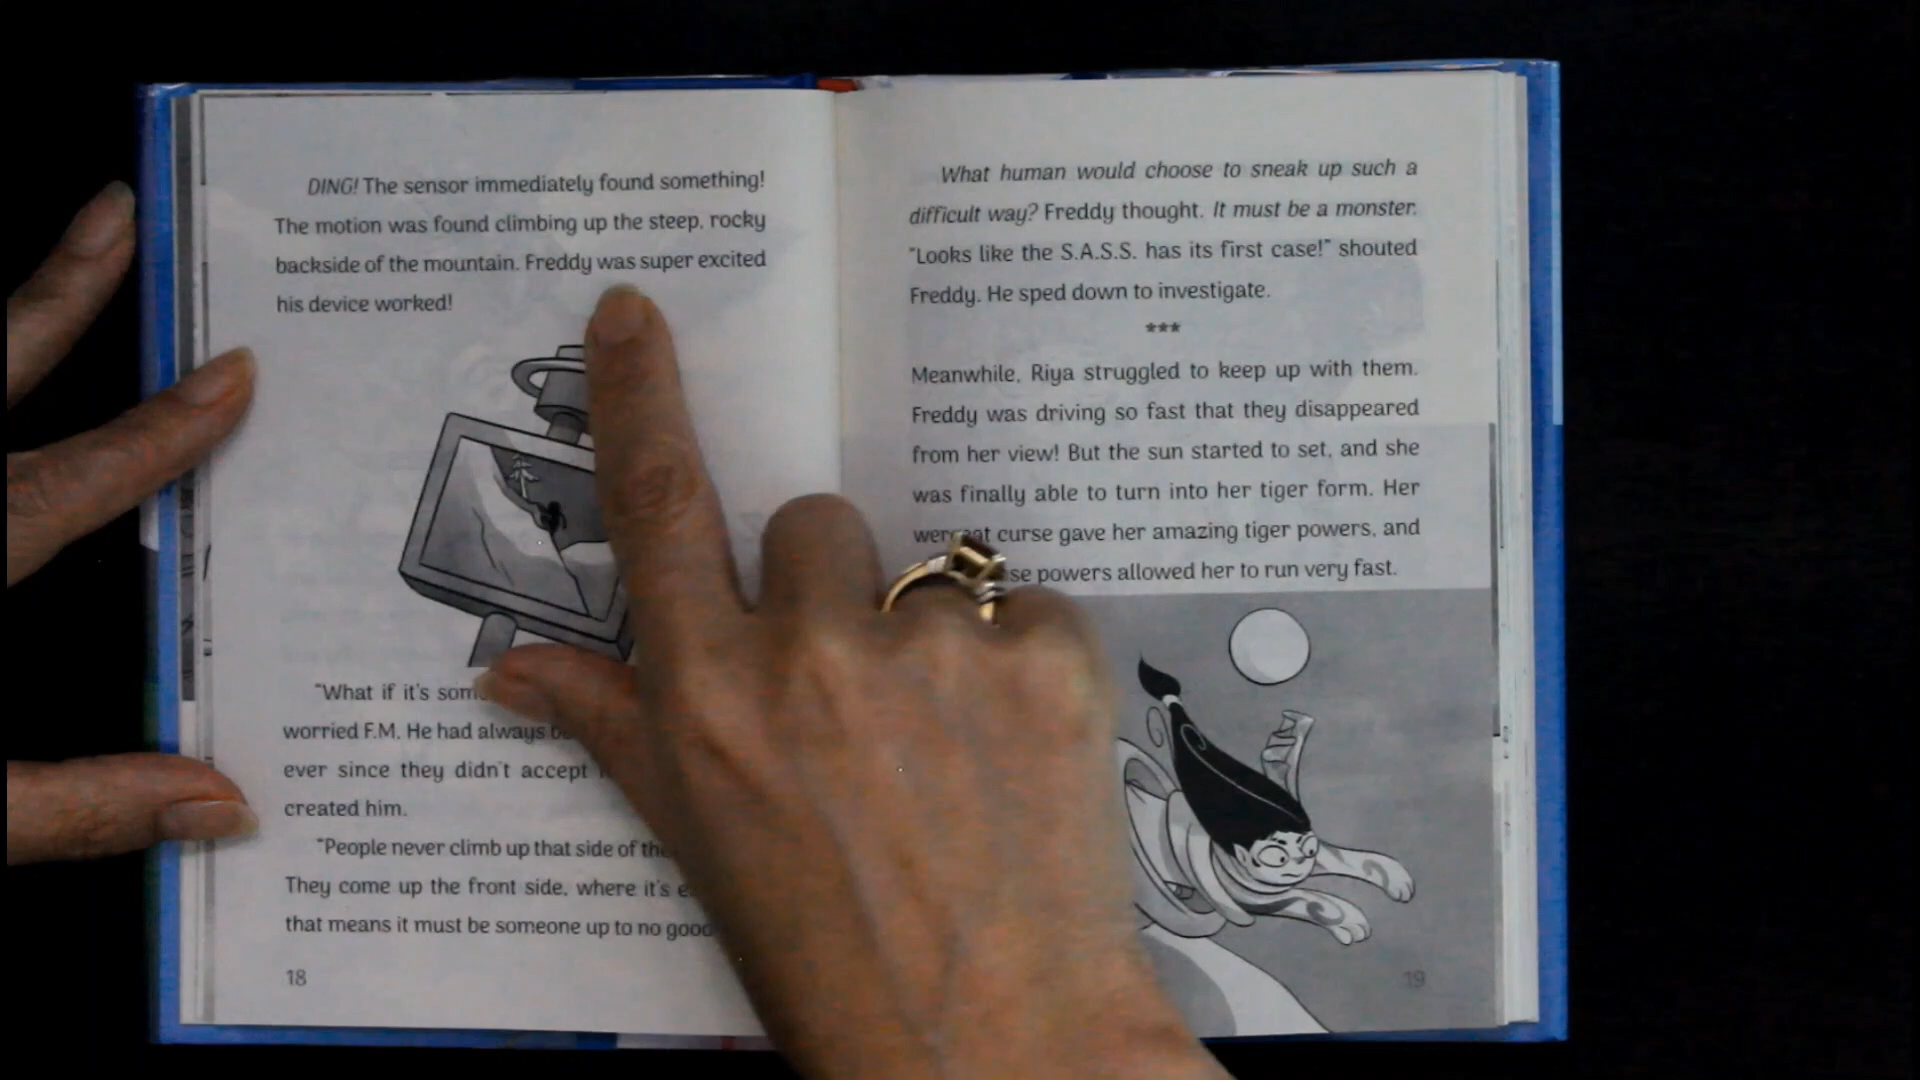 DING! The sensor immediately found something!
The motion was found climbing up the steep, rocky
backside of the mountain. Freddy was super excited
his device worked!
"What if it's
worried F.M. He had always
ever since they didn't accept
created him.
"People never climb up that side of the
They come up the front side, where it's
that means it must be someone up to no good
18
What human would choose to sneak up such a
difficult way? Freddy thought. It must be a monster.
"Looks like the S.A.S.S. has its first case!" shouted
Freddy. He sped down to investigate.
***
Meanwhile, Riya struggled to keep up with them.
Freddy was driving so fast that they disappeared
from her view! But the sun started to set, and she
was finally able to turn into her tiger form. Her
werecat curse gave her amazing tiger powers, and
powers allowed her to run very fast.
19